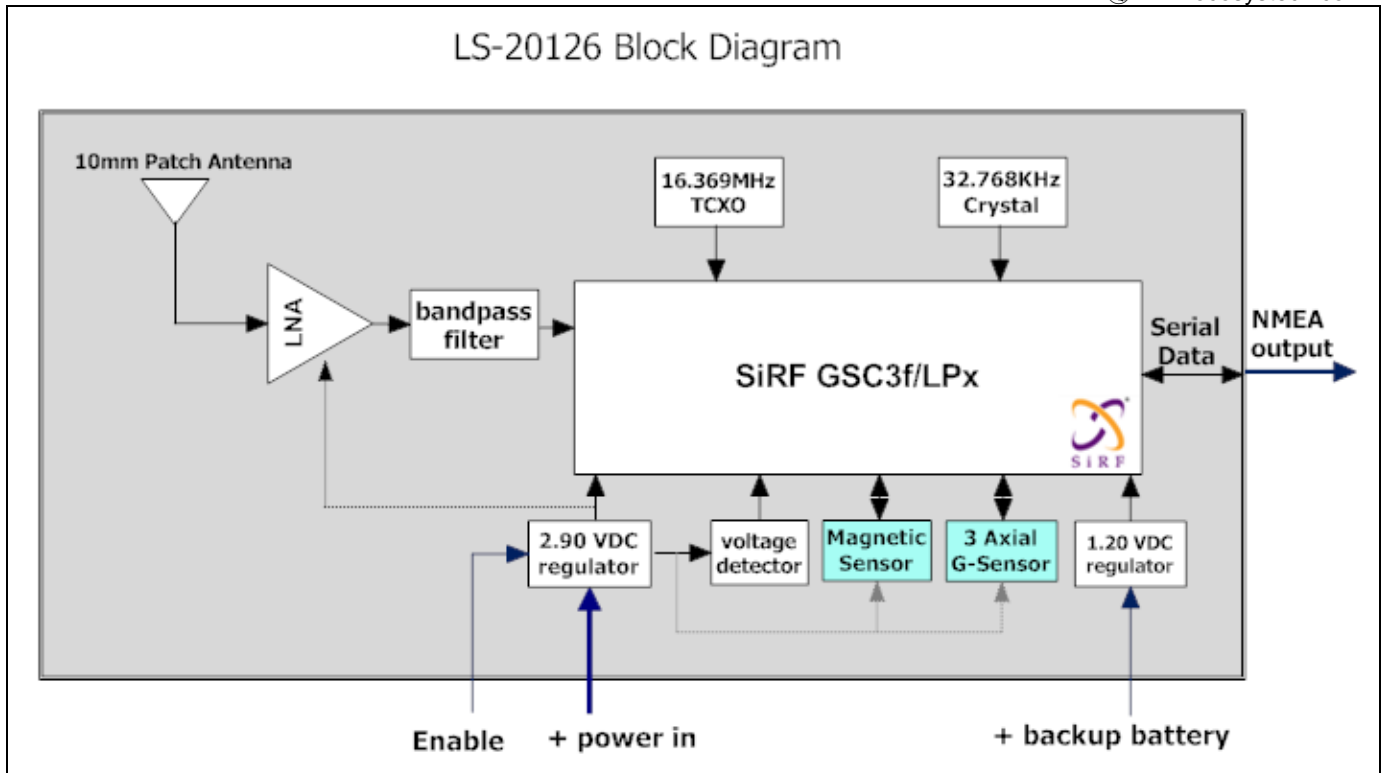 LS-20126 Block Diagram
10mm Patch Antenna
16.369MHz
TCXO
32.768KHz
Crystal
LNA
bandpass
filter
SiRF GSC3f/LPx
SiRF
Serial
Data
NMEA
output
2.90 VDC
regulator
voltage
detector
Magnetic
Sensor
3 Axial
G-Sensor
1.20 VDC
regulator
Enable
+ power in
+ backup battery